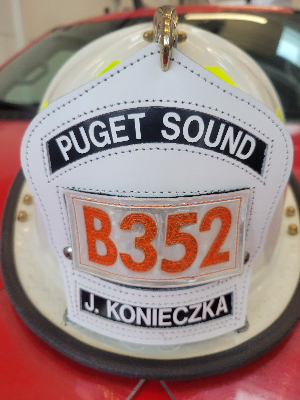 PUGET SOUND
B352
J. KONIECZKA